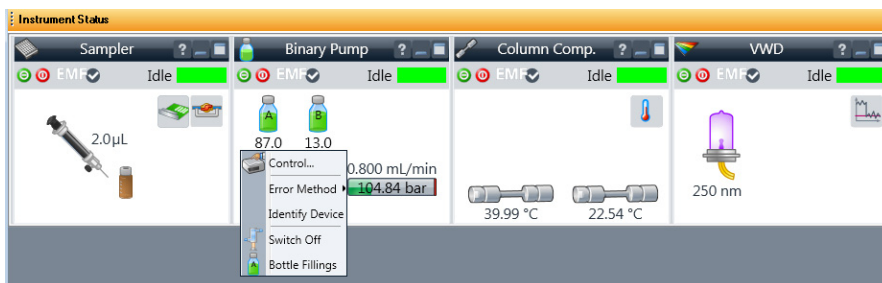 Instrument Status
Sampler ?
EMF Idle
2.0µL
Binary Pump ?
EMF Idle
A B
87.0 13.0
0.800 mL/min
104.84 bar
Control...
Error Method
Identify Device
Switch Off
A Bottle Fillings
Column Comp. ?
EMF Idle
39.99 °C 22.54 °C
VWD ?
EMF Idle
250 nm